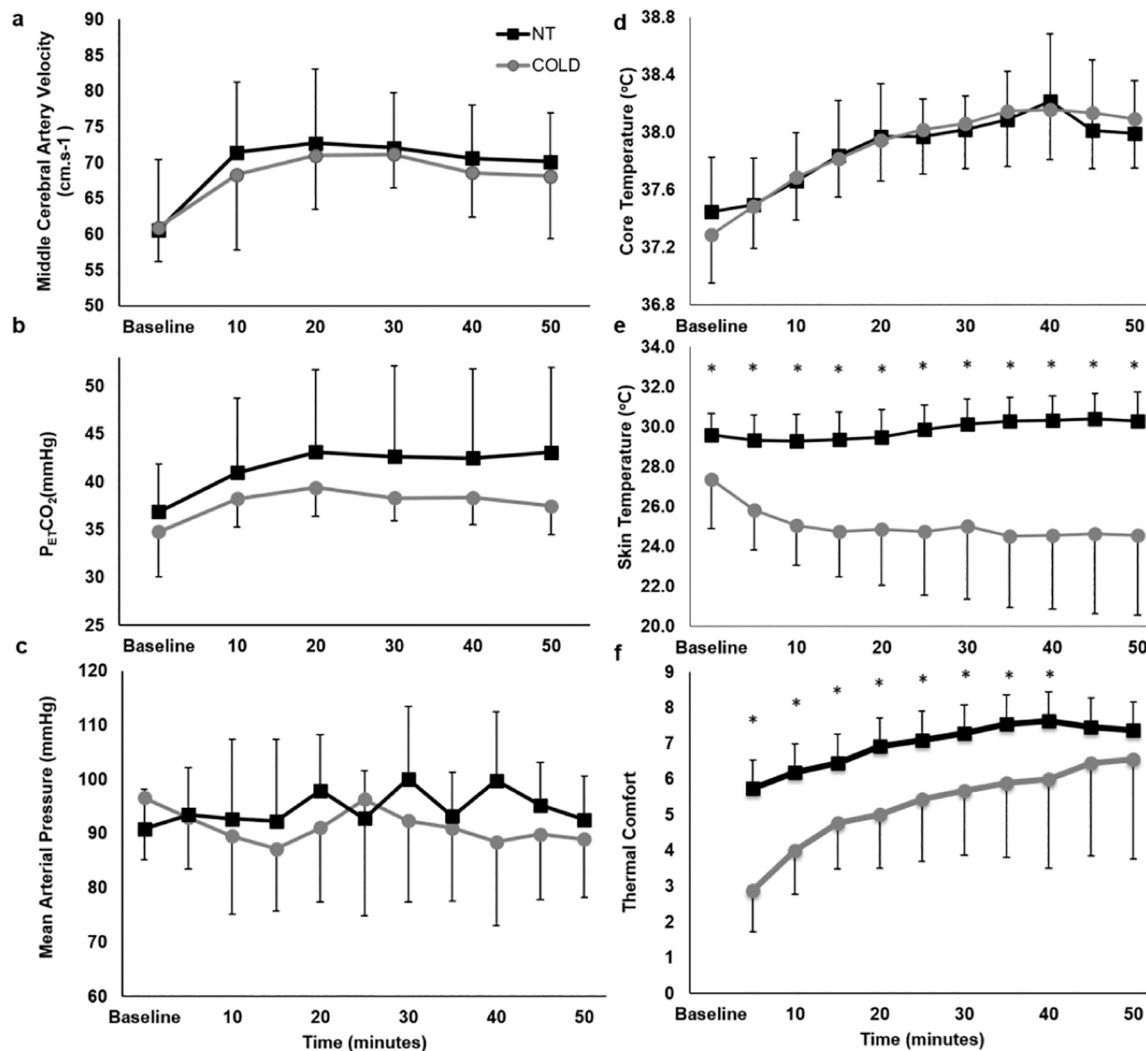 a
Middle Cerebral Artery Velocity
(cm.s-1 )
90
85
80
75
70
65
60
55
50
NT
COLD
Baseline 10 20 30 40 50
b
PETCO2(mmHg)
50
45
40
35
30
25
Baseline 10 20 30 40 50
c
Mean Arterial Pressure (mmHg)
120
110
100
90
80
70
60
Baseline 10 20 30 40 50
Time (minutes)
d
Core Temperature (°C)
38.8
38.4
38.0
37.6
37.2
36.8
Baseline 10 20 30 40 50
e
Skin Temperature (°C)
34.0
32.0
30.0
28.0
26.0
24.0
22.0
20.0
* * * * * * * * * * *
Baseline 10 20 30 40 50
f
Thermal Comfort
9
8
7
6
5
4
3
2
1
0
* * * * * * * *
Baseline 10 20 30 40 50
Time (minutes)